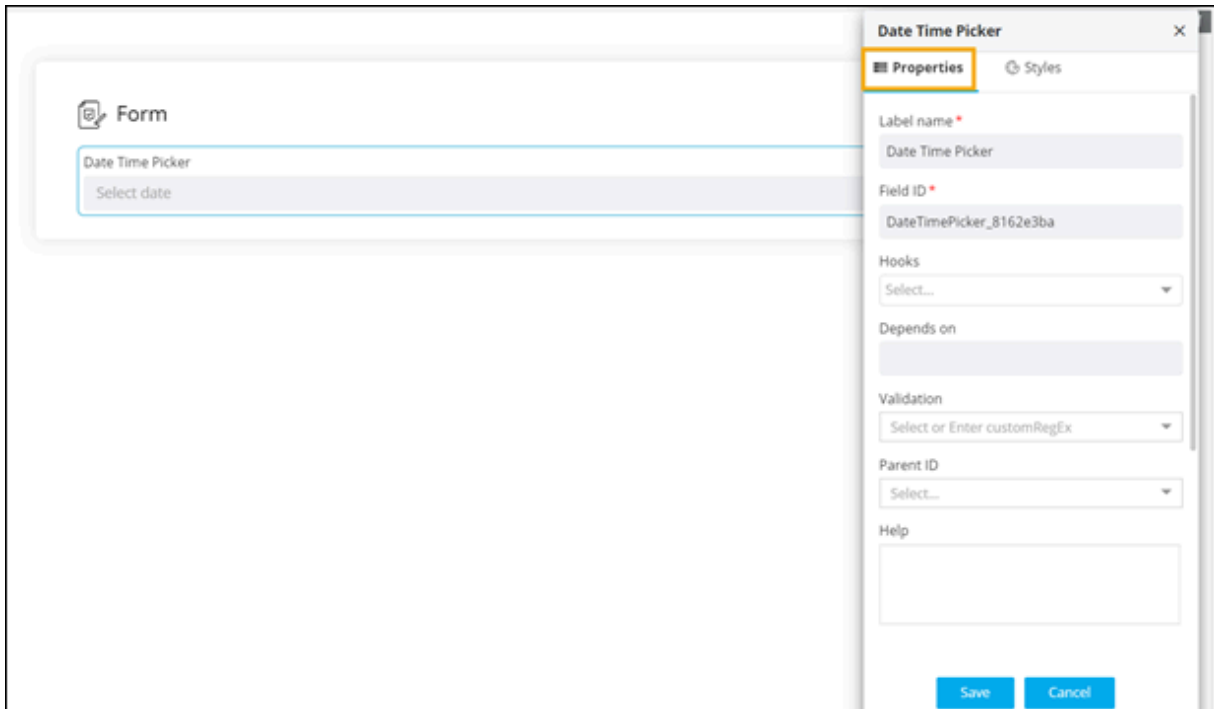 Form
Date Time Picker
Select date
Date Time Picker
Properties
Styles
Label name *
Date Time Picker
Field ID *
DateTimePicker_8162e3ba
Hooks
Select...
Depends on
Validation
Select or Enter customRegEx
Parent ID
Select...
Help
Save
Cancel